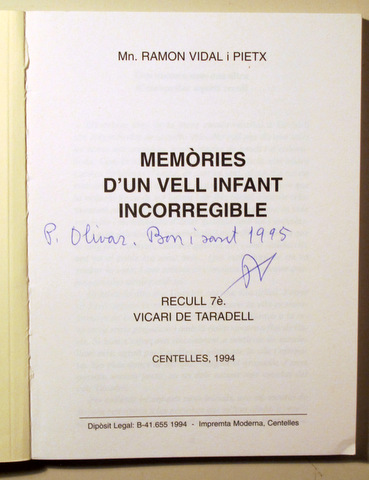 Mn. RAMON VIDAL i PIETX
MEMÒRIES
D'UN VELL INFANT
INCORREGIBLE
P. Olivar. Bon i sant 1995
RECULL 7è.
VICARI DE TARADELL
CENTELLES, 1994
Dipòsit Legal: B-41.655 1994 - Impremta Moderna, Centelles